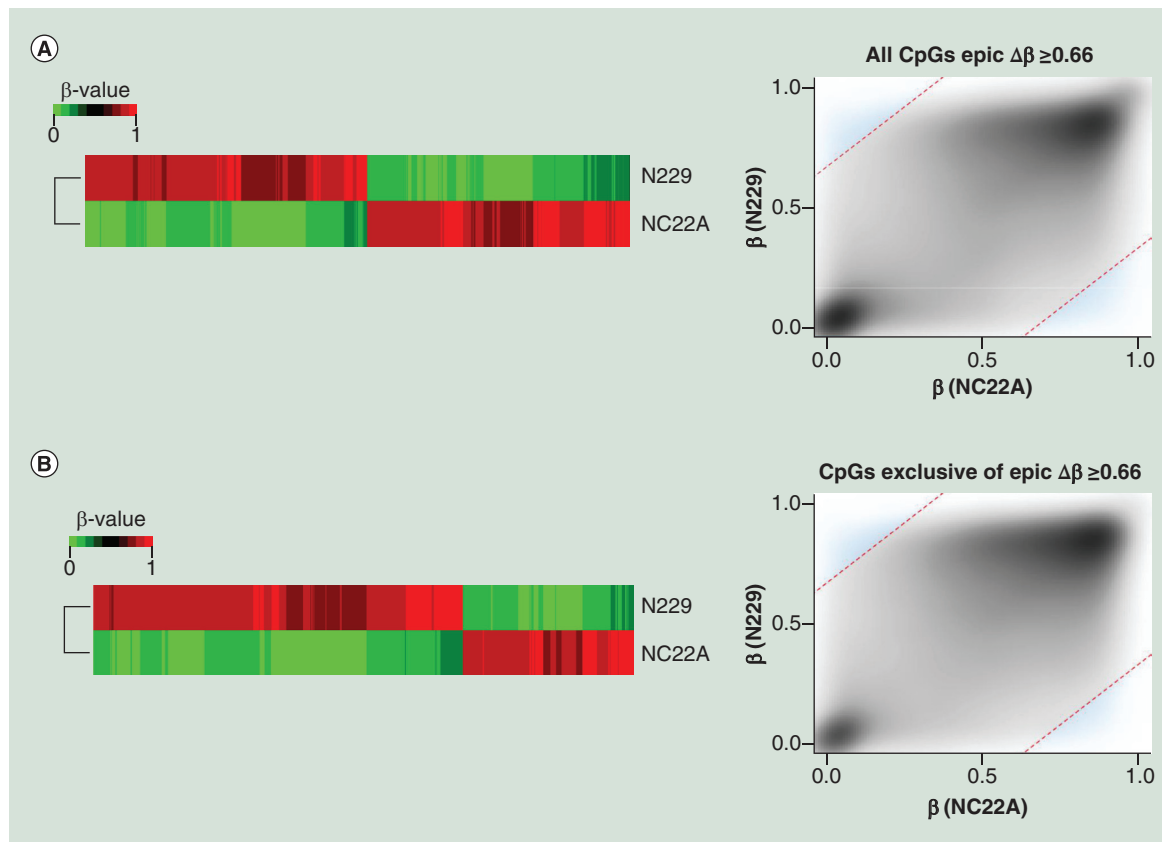 A
β-value
0 1
N229
NC22A
All CpGs epic Δβ ≥0.66
1.0
0.5
0.0
β (N229)
0.0 0.5 1.0
β (NC22A)
B
β-value
0 1
N229
NC22A
CpGs exclusive of epic Δβ ≥0.66
1.0
0.5
0.0
β (N229)
0.0 0.5 1.0
β (NC22A)